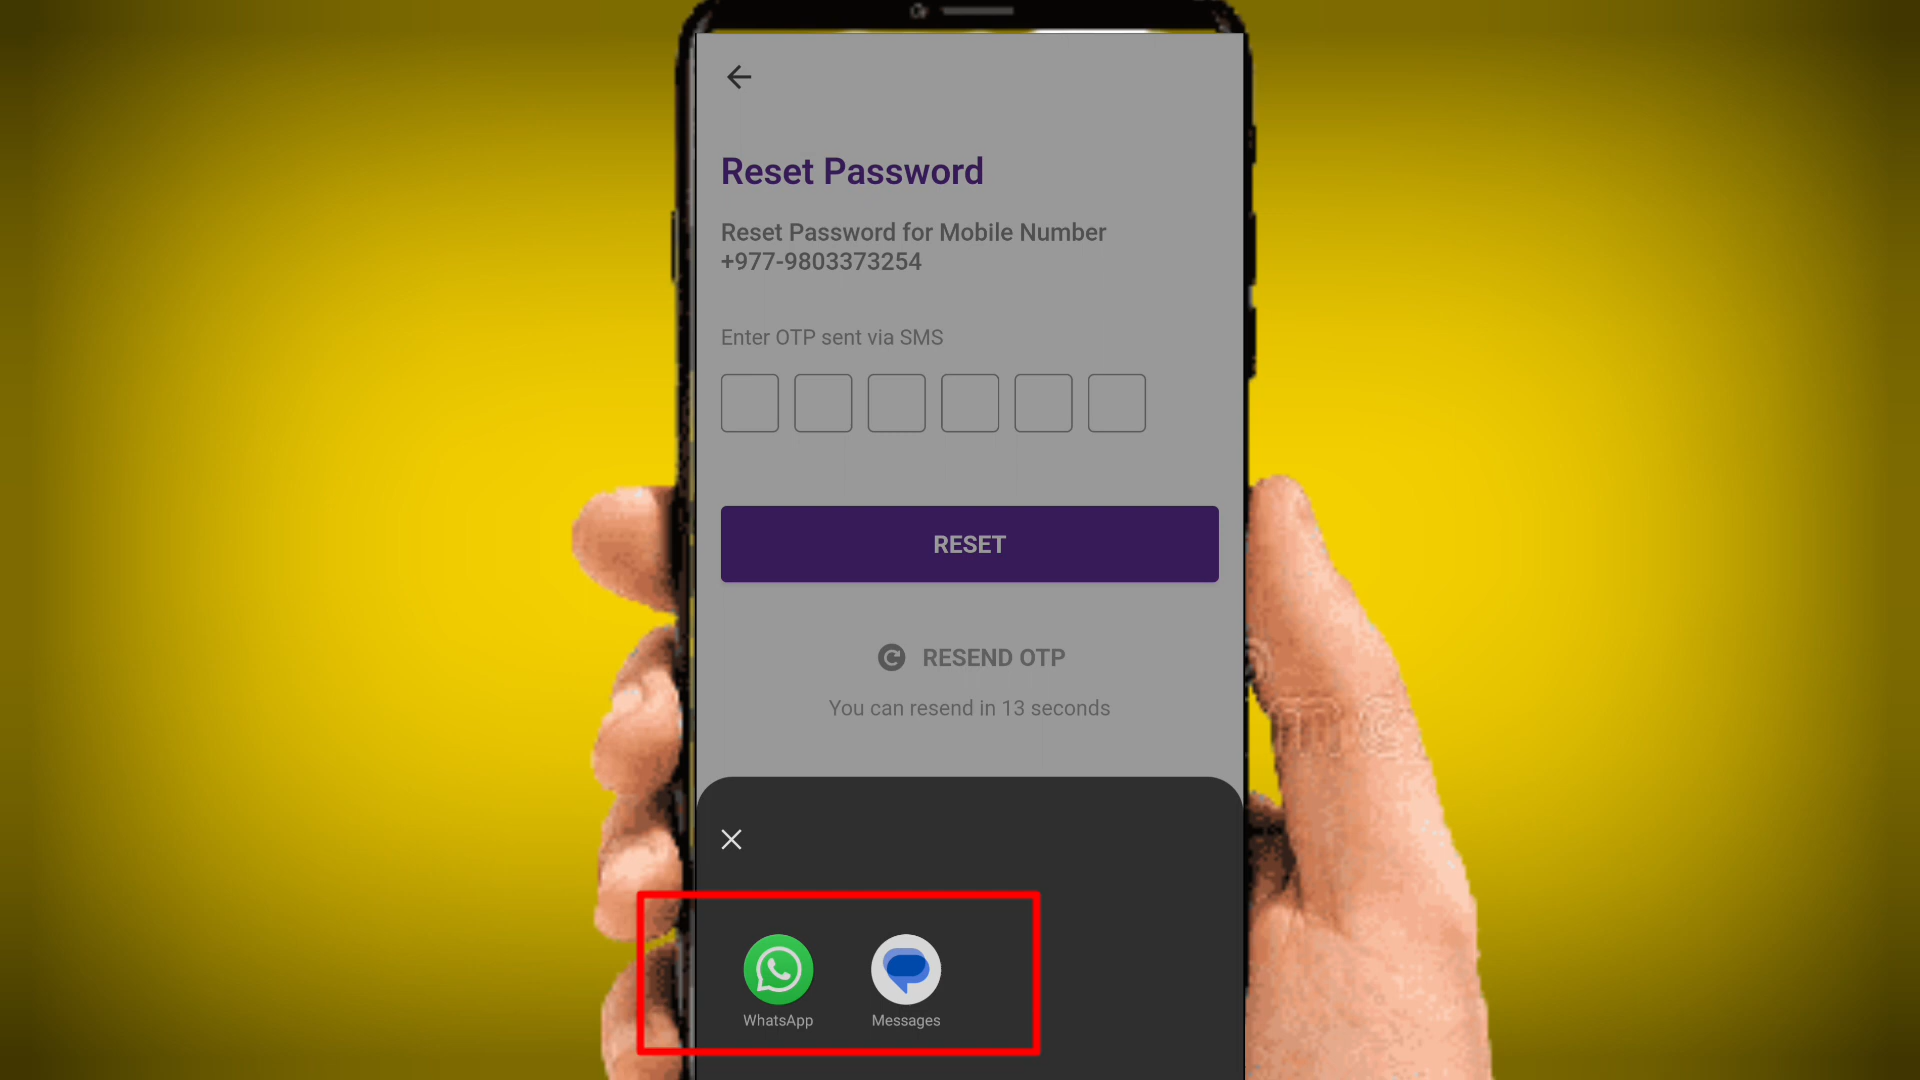 Reset Password
Reset Password for Mobile Number
+977-9803373254
Enter OTP sent via SMS
RESET
RESEND OTP
You can resend in 13 seconds
WhatsApp
Messages